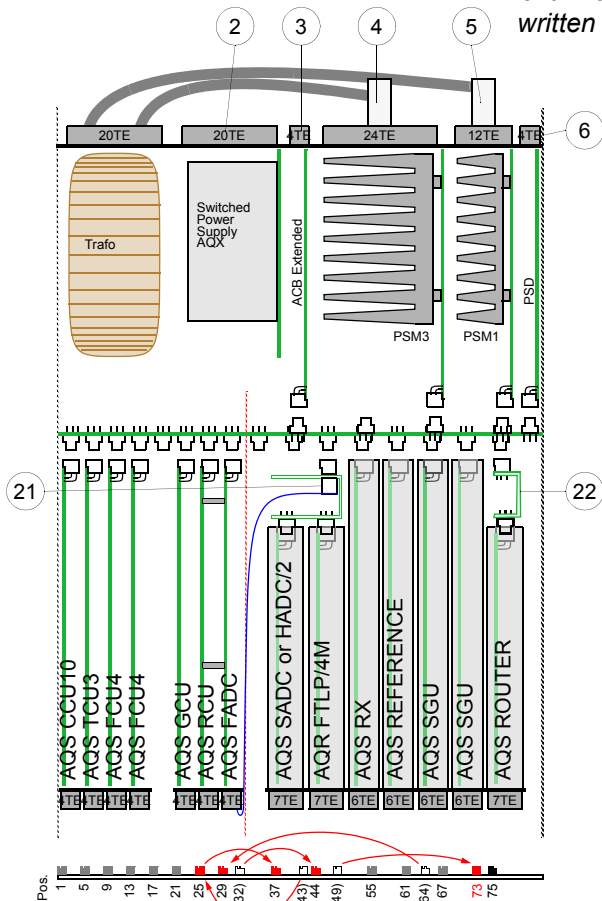 written
2
3
4
5
6
20TE
20TE
4TE
24TE
12TE
4TE
Trafo
Switched
Power
Supply
AQX
ACB Extended
PSM3
PSM1
PSD
21
22
AQS CCU10
AQS TCU3
AQS FCU4
AQS FCU4
AQS GCU
AQS RCU
AQS FADC
AQS SADC or HADC/2
AQR FTLP/4M
AQS RX
AQS REFERENCE
AQS SGU
AQS SGU
AQS ROUTER
4TE
4TE
4TE
4TE
4TE
4TE
4TE
7TE
7TE
6TE
6TE
6TE
6TE
7TE
Pos.
1
5
9
13
17
21
25
29
(32)
37
(43)
44
(49)
55
61
(64)
67
73
75